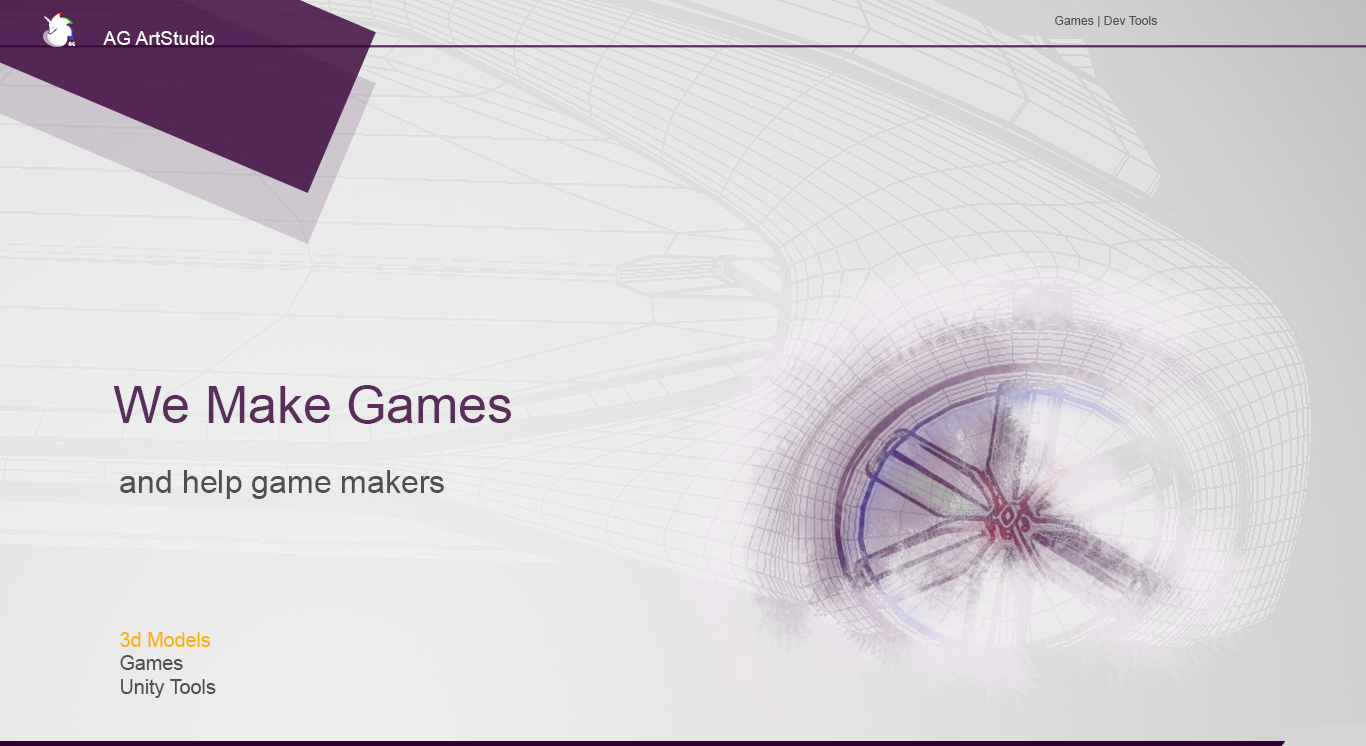 AG ArtStudio
Games | Dev Tools
We Make Games
and help game makers
3d Models
Games
Unity Tools